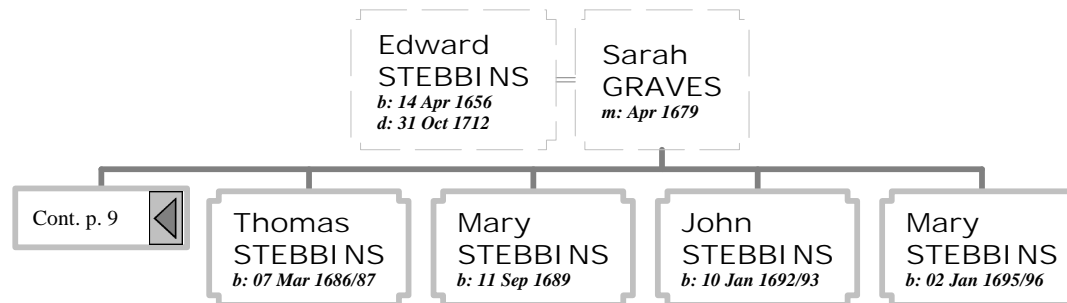 Edward
STEBBINS
b: 14 Apr 1656
d: 31 Oct 1712
Sarah
GRAVES
m: Apr 1679
Cont. p. 9
Thomas
STEBBINS
b: 07 Mar 1686/87
Mary
STEBBINS
b: 11 Sep 1689
John
STEBBINS
b: 10 Jan 1692/93
Mary
STEBBINS
b: 02 Jan 1695/96